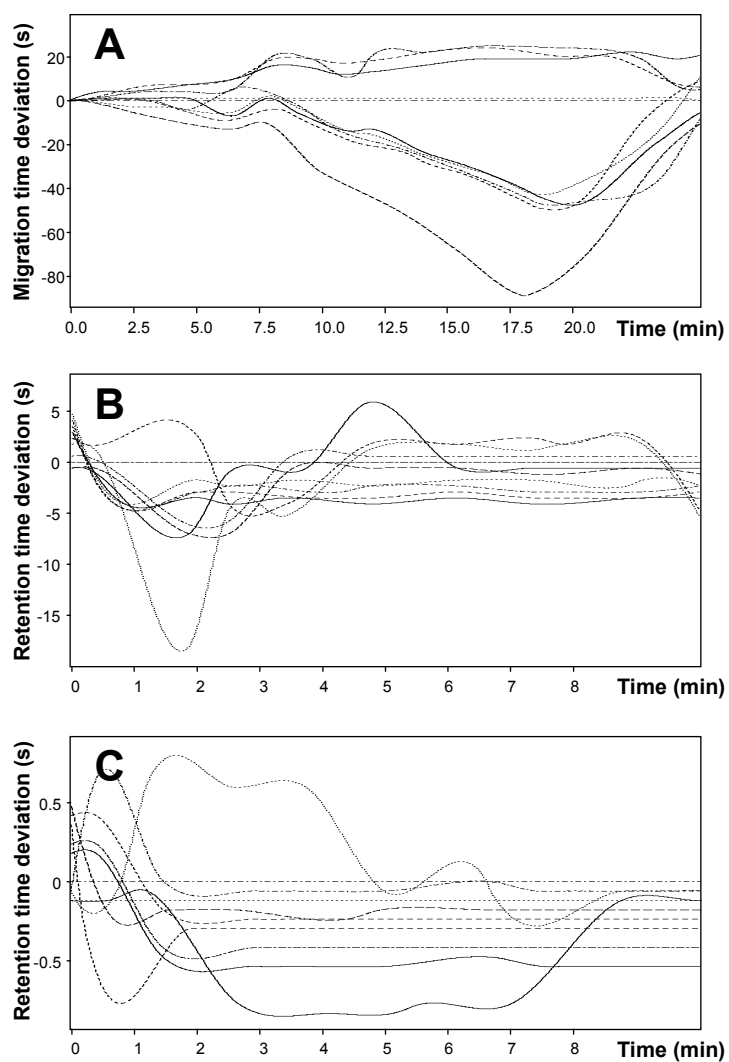 A
Migration time deviation (s)
20
0
-20
-40
-60
-80
0.0 2.5 5.0 7.5 10.0 12.5 15.0 17.5 20.0 Time (min)
B
Retention time deviation (s)
5
0
-5
-10
-15
0 1 2 3 4 5 6 7 8 Time (min)
C
Retention time deviation (s)
0.5
0
-0.5
0 1 2 3 4 5 6 7 8 Time (min)